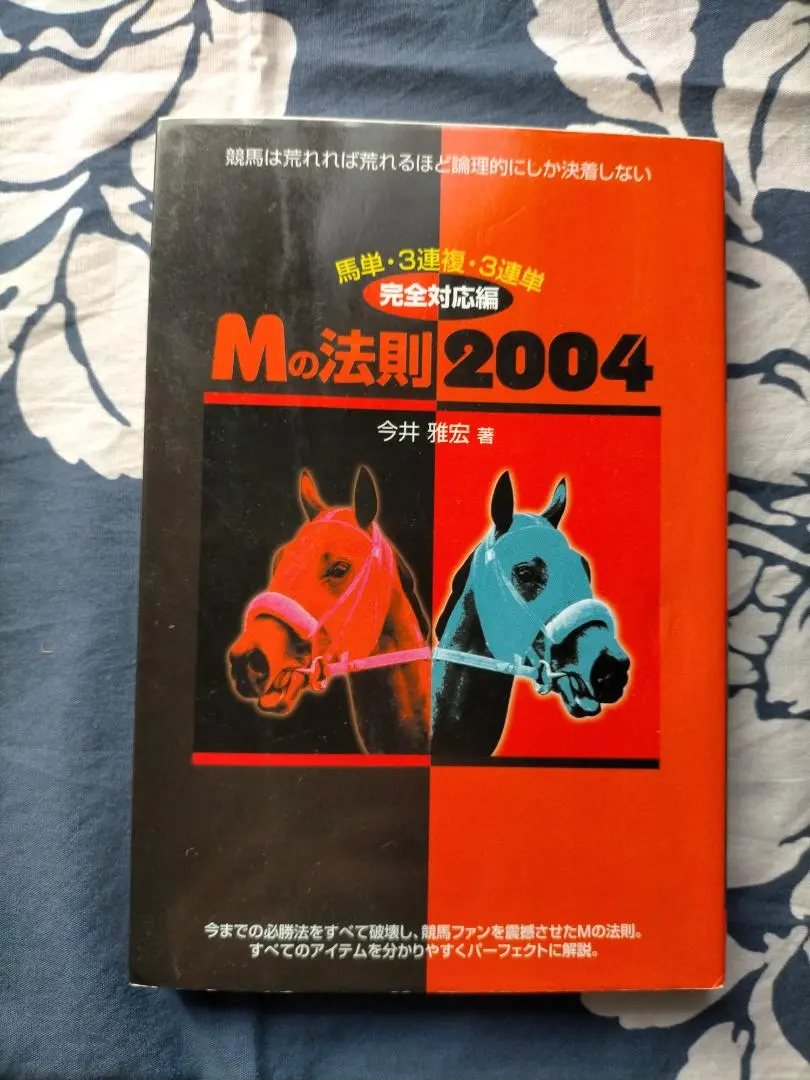 競馬は荒れれば荒れるほど論理的にしか決着しない
馬単・3連複・3連単
完全対応編
Mの法則2004
今井 雅宏 著
今までの必勝法をすべて破壊し、競馬ファンを震撼させたMの法則。
すべてのアイテムを分かりやすくパーフェクトに解説。